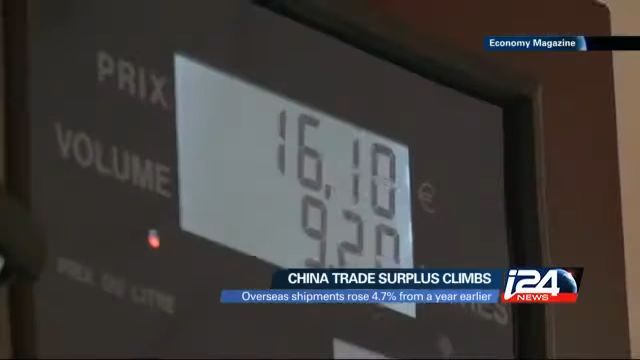 Economy Magazine
PRIX
16,10 €
VOLUME
PRIX DU LITRE
CHINA TRADE SURPLUS CLIMBS
Overseas shipments rose 4.7% from a year earlier
i24
NEWS